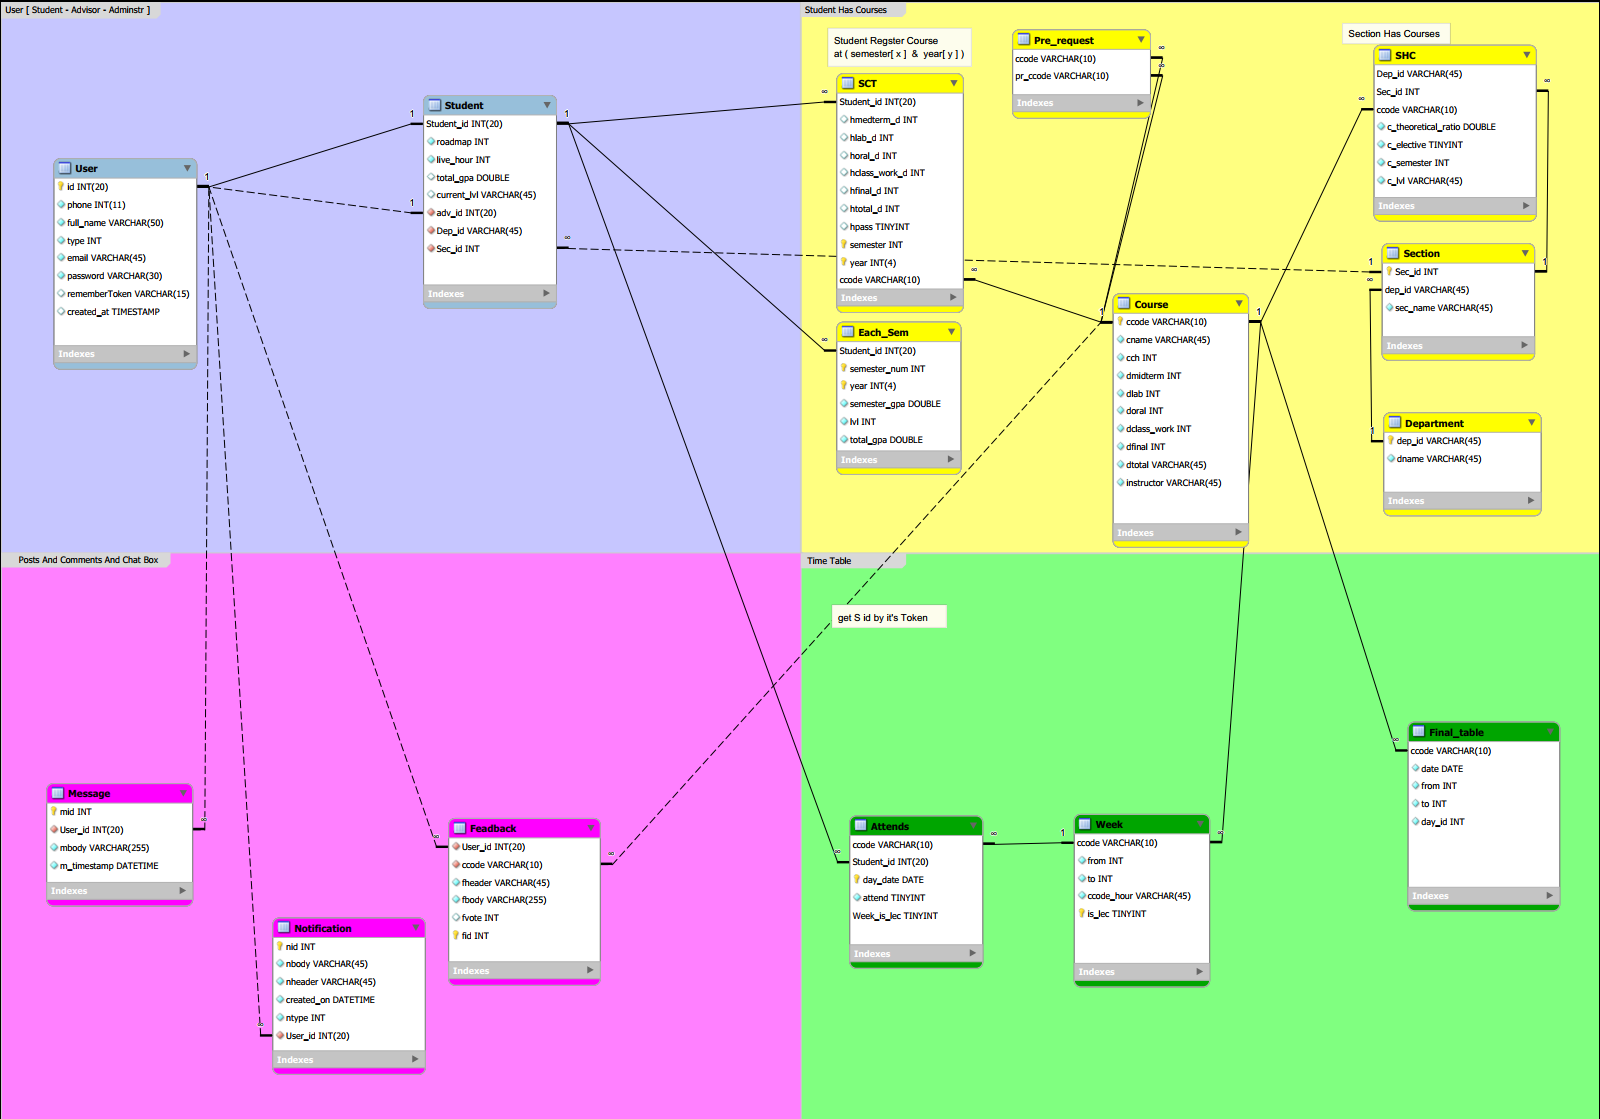 User [ Student - Advisor - Adminstr ]
User
id INT(20)
phone INT(11)
full_name VARCHAR(50)
type INT
email VARCHAR(45)
password VARCHAR(30)
rememberToken VARCHAR(15)
created_at TIMESTAMP
Indexes
1
1
1
Student
Student_id INT(20)
roadmap INT
live_hour INT
total_gpa DOUBLE
current_lvl VARCHAR(45)
adv_id INT(20)
Dep_id VARCHAR(45)
Sec_id INT
Indexes
1
∞
Student Has Courses
Student Regster Course
at ( semester[ x ] & year[ y ] )
∞
SCT
Student_id INT(20)
hmedterm_d INT
hlab_d INT
horal_d INT
hclass_work_d INT
hfinal_d INT
htotal_d INT
hpass TINYINT
semester INT
year INT(4)
ccode VARCHAR(10)
Indexes
∞
∞
Each_Sem
Student_id INT(20)
semester_num INT
year INT(4)
semester_gpa DOUBLE
lvl INT
total_gpa DOUBLE
Indexes
Pre_request
ccode VARCHAR(10)
pr_ccode VARCHAR(10)
Indexes
∞
∞
1
Course
ccode VARCHAR(10)
cname VARCHAR(45)
cch INT
dmidterm INT
dlab INT
doral INT
dclass_work INT
dfinal INT
dtotal VARCHAR(45)
instructor VARCHAR(45)
Indexes
1
Section Has Courses
SHC
Dep_id VARCHAR(45)
Sec_id INT
ccode VARCHAR(10)
c_theoretical_ratio DOUBLE
c_elective TINYINT
c_semester INT
c_lvl VARCHAR(45)
Indexes
∞
∞
1
∞
1
Section
Sec_id INT
dep_id VARCHAR(45)
sec_name VARCHAR(45)
Indexes
1
Department
dep_id VARCHAR(45)
dname VARCHAR(45)
Indexes
Posts And Comments And Chat Box
Message
mid INT
User_id INT(20)
mbody VARCHAR(255)
m_timestamp DATETIME
Indexes
∞
Notification
nid INT
nbody VARCHAR(45)
nheader VARCHAR(45)
created_on DATETIME
ntype INT
User_id INT(20)
Indexes
∞
∞
Feadback
User_id INT(20)
ccode VARCHAR(10)
fheader VARCHAR(45)
fbody VARCHAR(255)
fvote INT
fid INT
Indexes
∞
Time Table
get S id by it's Token
∞
Attends
ccode VARCHAR(10)
Student_id INT(20)
day_date DATE
attend TINYINT
Week_is_lec TINYINT
Indexes
∞
1
Week
ccode VARCHAR(10)
from INT
to INT
ccode_hour VARCHAR(45)
is_lec TINYINT
Indexes
∞
∞
Final_table
ccode VARCHAR(10)
date DATE
from INT
to INT
day_id INT
Indexes